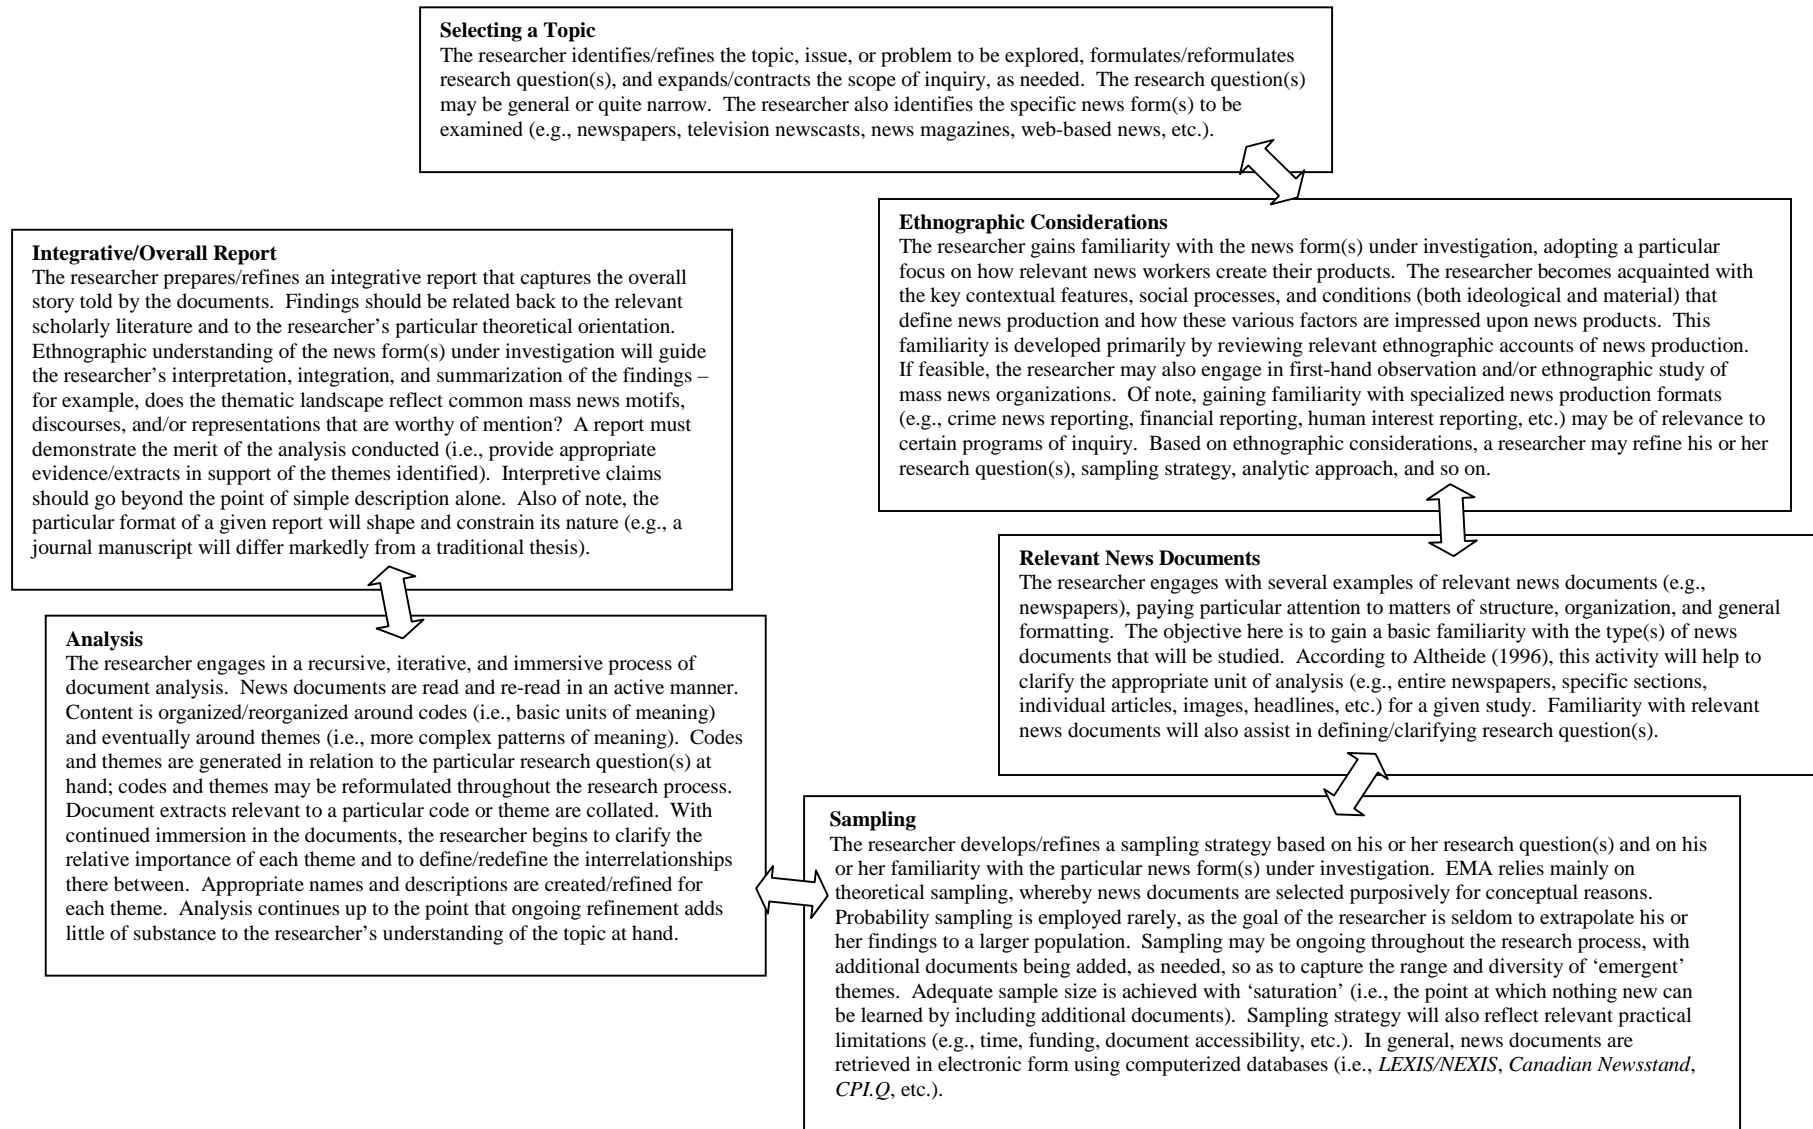 Selecting a Topic
The researcher identifies/refines the topic, issue, or problem to be explored, formulates/reformulates
research question(s), and expands/contracts the scope of inquiry, as needed.  The research question(s)
may be general or quite narrow.  The researcher also identifies the specific news form(s) to be
examined (e.g., newspapers, television newscasts, news magazines, web-based news, etc.).
Ethnographic Considerations
The researcher gains familiarity with the news form(s) under investigation, adopting a particular
focus on how relevant news workers create their products.  The researcher becomes acquainted with
the key contextual features, social processes, and conditions (both ideological and material) that
define news production and how these various factors are impressed upon news products.  This
familiarity is developed primarily by reviewing relevant ethnographic accounts of news production.
If feasible, the researcher may also engage in first-hand observation and/or ethnographic study of
mass news organizations.  Of note, gaining familiarity with specialized news production formats
(e.g., crime news reporting, financial reporting, human interest reporting, etc.) may be of relevance to
certain programs of inquiry.  Based on ethnographic considerations, a researcher may refine his or her
research question(s), sampling strategy, analytic approach, and so on.
Relevant News Documents
The researcher engages with several examples of relevant news documents (e.g.,
newspapers), paying particular attention to matters of structure, organization, and general
formatting.  The objective here is to gain a basic familiarity with the type(s) of news
documents that will be studied.  According to Altheide (1996), this activity will help to
clarify the appropriate unit of analysis (e.g., entire newspapers, specific sections,
individual articles, images, headlines, etc.) for a given study.  Familiarity with relevant
news documents will also assist in defining/clarifying research question(s).
Sampling
The researcher develops/refines a sampling strategy based on his or her research question(s) and on his
or her familiarity with the particular news form(s) under investigation.  EMA relies mainly on
theoretical sampling, whereby news documents are selected purposively for conceptual reasons.
Probability sampling is employed rarely, as the goal of the researcher is seldom to extrapolate his or
her findings to a larger population.  Sampling may be ongoing throughout the research process, with
additional documents being added, as needed, so as to capture the range and diversity of ‘emergent’
themes.  Adequate sample size is achieved with ‘saturation’ (i.e., the point at which nothing new can
be learned by including additional documents).  Sampling strategy will also reflect relevant practical
limitations (e.g., time, funding, document accessibility, etc.).  In general, news documents are
retrieved in electronic form using computerized databases (i.e., LEXIS/NEXIS, Canadian Newsstand,
CPI.Q, etc.).
Analysis
The researcher engages in a recursive, iterative, and immersive process of
document analysis.  News documents are read and re-read in an active manner.
Content is organized/reorganized around codes (i.e., basic units of meaning)
and eventually around themes (i.e., more complex patterns of meaning).  Codes
and themes are generated in relation to the particular research question(s) at
hand; codes and themes may be reformulated throughout the research process.
Document extracts relevant to a particular code or theme are collated.  With
continued immersion in the documents, the researcher begins to clarify the
relative importance of each theme and to define/redefine the interrelationships
there between.  Appropriate names and descriptions are created/refined for
each theme.  Analysis continues up to the point that ongoing refinement adds
little of substance to the researcher’s understanding of the topic at hand.
Integrative/Overall Report
The researcher prepares/refines an integrative report that captures the overall
story told by the documents.  Findings should be related back to the relevant
scholarly literature and to the researcher’s particular theoretical orientation.
Ethnographic understanding of the news form(s) under investigation will guide
the researcher’s interpretation, integration, and summarization of the findings –
for example, does the thematic landscape reflect common mass news motifs,
discourses, and/or representations that are worthy of mention?  A report must
demonstrate the merit of the analysis conducted (i.e., provide appropriate
evidence/extracts in support of the themes identified).  Interpretive claims
should go beyond the point of simple description alone.  Also of note, the
particular format of a given report will shape and constrain its nature (e.g., a
journal manuscript will differ markedly from a traditional thesis).